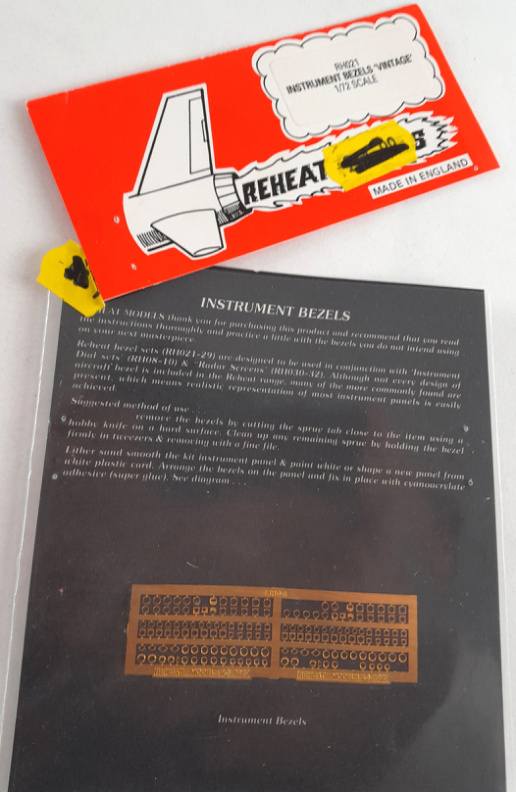 RH021
INSTRUMENT BEZELS 'VINTAGE'
1/72 SCALE
REHEAT
S
MADE IN ENGLAND
INSTRUMENT BEZELS
MODELS thank you for purchasing this product and recommend that you read
the instructions thoroughly and practice a little with the bezels you do not intend using
on your next masterpiece.
Reheat bezel sets (RH021-29) are designed to be used in conjunction with 'Instrument
Dial sets' (RH08-10) & 'Radar Screens' (RH030-32). Although not every design of
aircraft bezel is included in the Reheat range, many of the more commonly found are
present, which means realistic representation of most instrument panels is easily
achieved.
Suggested method of use
remove the bezels by cutting the sprue tab close to the item using a
hobby knife on a hard surface. Clean up any remaining sprue by holding the bezel
firmly in tweezers & removing with a fine file.
Either sand smooth the kit instrument panel & paint white or shape a new panel from
white plastic card. Arrange the bezels on the panel and fix in place with cyanoacrylate
adhesive (super glue). See diagram . . .
Instrument Bezels